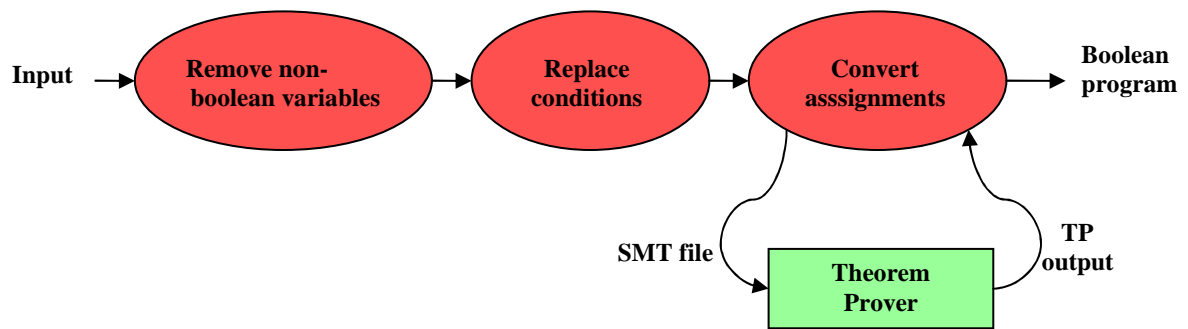 Input
Remove non-
boolean variables
Replace
conditions
Convert
asssignments
Boolean
program
SMT file
TP
output
Theorem
Prover